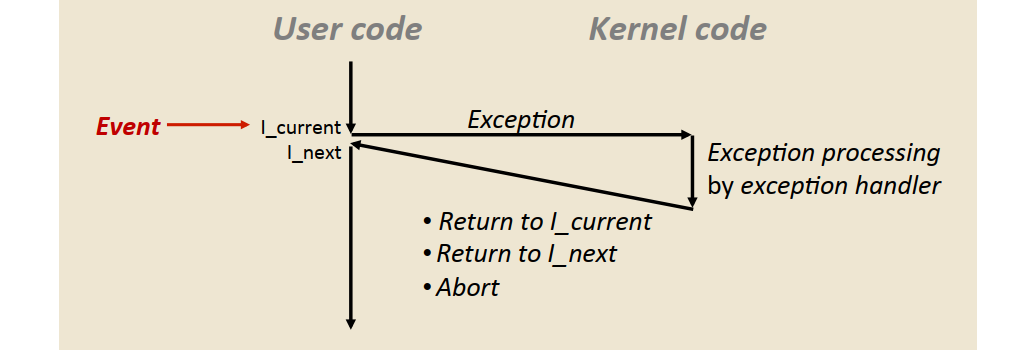 User code
Kernel code
Event
I_current
I_next
Exception
Exception processing
by exception handler
• Return to I_current
• Return to I_next
• Abort